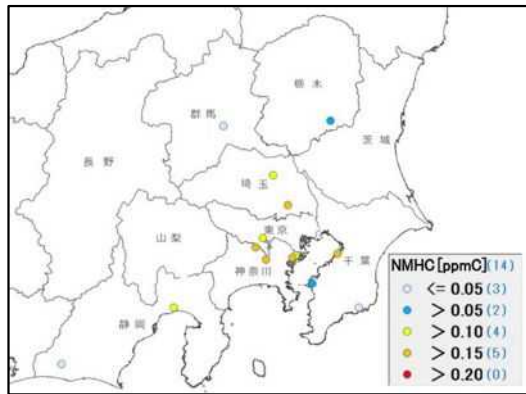 栃木
群馬
茨城
長野
埼玉
東京
山梨
千葉
神奈川
静岡
NMHC[ppmC](14)
<= 0.05 (3)
> 0.05 (2)
> 0.10 (4)
> 0.15 (5)
> 0.20 (0)